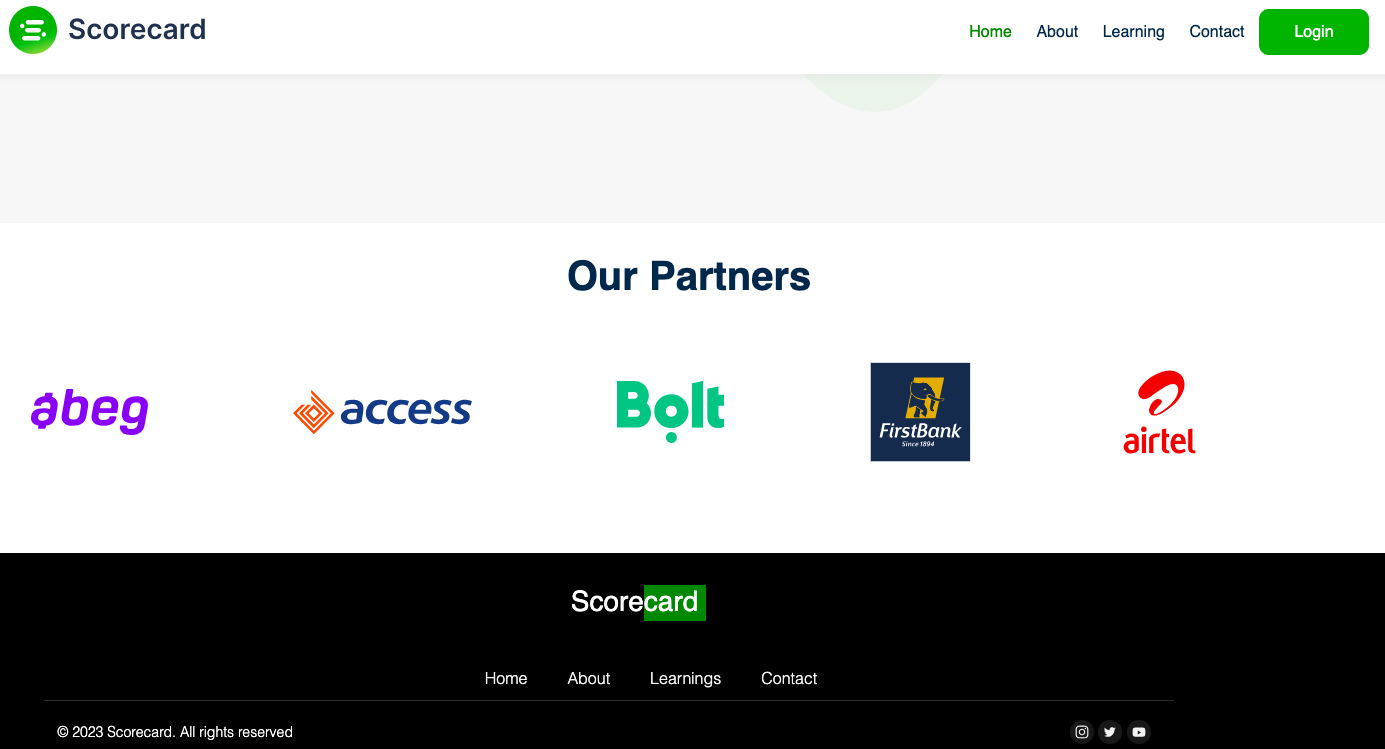 Scorecard
Home About Learning Contact Login
Our Partners
abeg
access
Bolt
FirstBank
Since 1894
airtel
Scorecard
Home About Learnings Contact
© 2023 Scorecard. All rights reserved